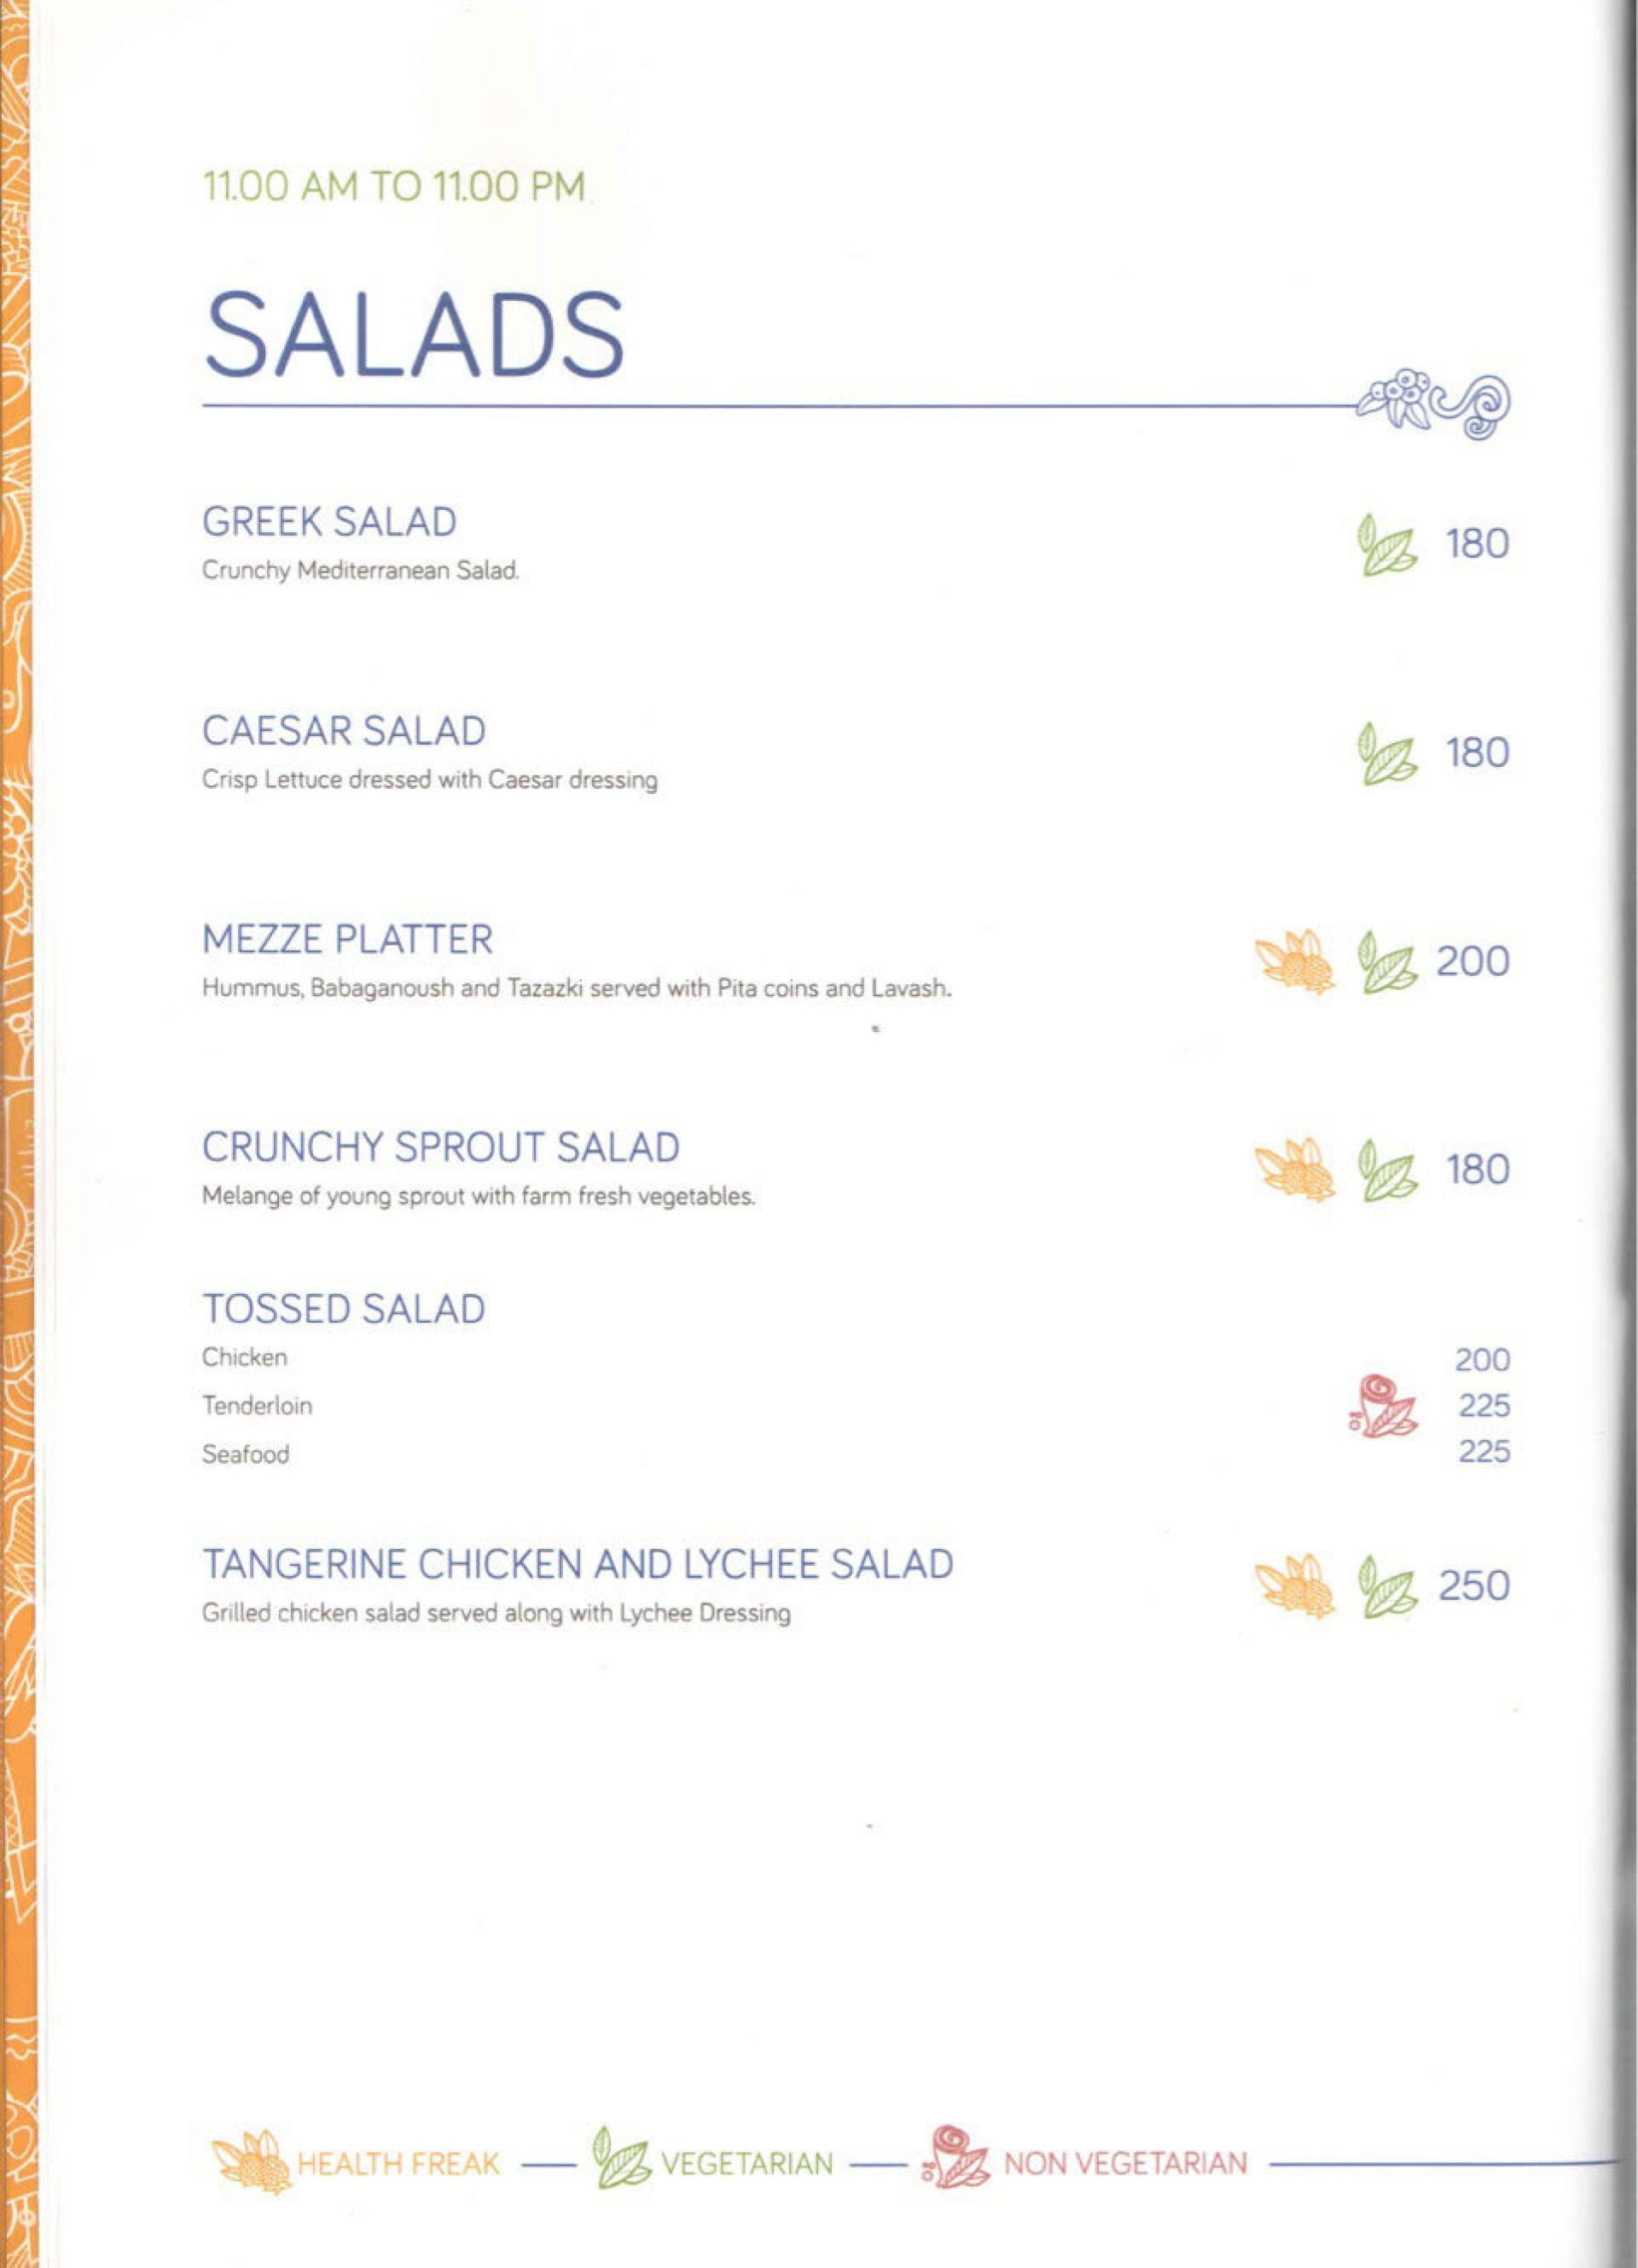 11.00 AM TO 11.00 PM
SALADS
GREEK SALAD
180
Crunchy Mediterranean Salad.
CAESAR SALAD
180
Crisp Lettuce dressed with Caesar dressing
MEZZE PLATTER
200
Hummus, Babaganoush and Tazazki served with Pita coins and Lavash.
CRUNCHY SPROUT SALAD
180
Melange of young sprout with farm fresh vegetables.
TOSSED SALAD
Chicken 200
Tenderloin 225
Seafood 225
TANGERINE CHICKEN AND LYCHEE SALAD
250
Grilled chicken salad served along with Lychee Dressing
HEALTH FREAK VEGETARIAN NON VEGETARIAN